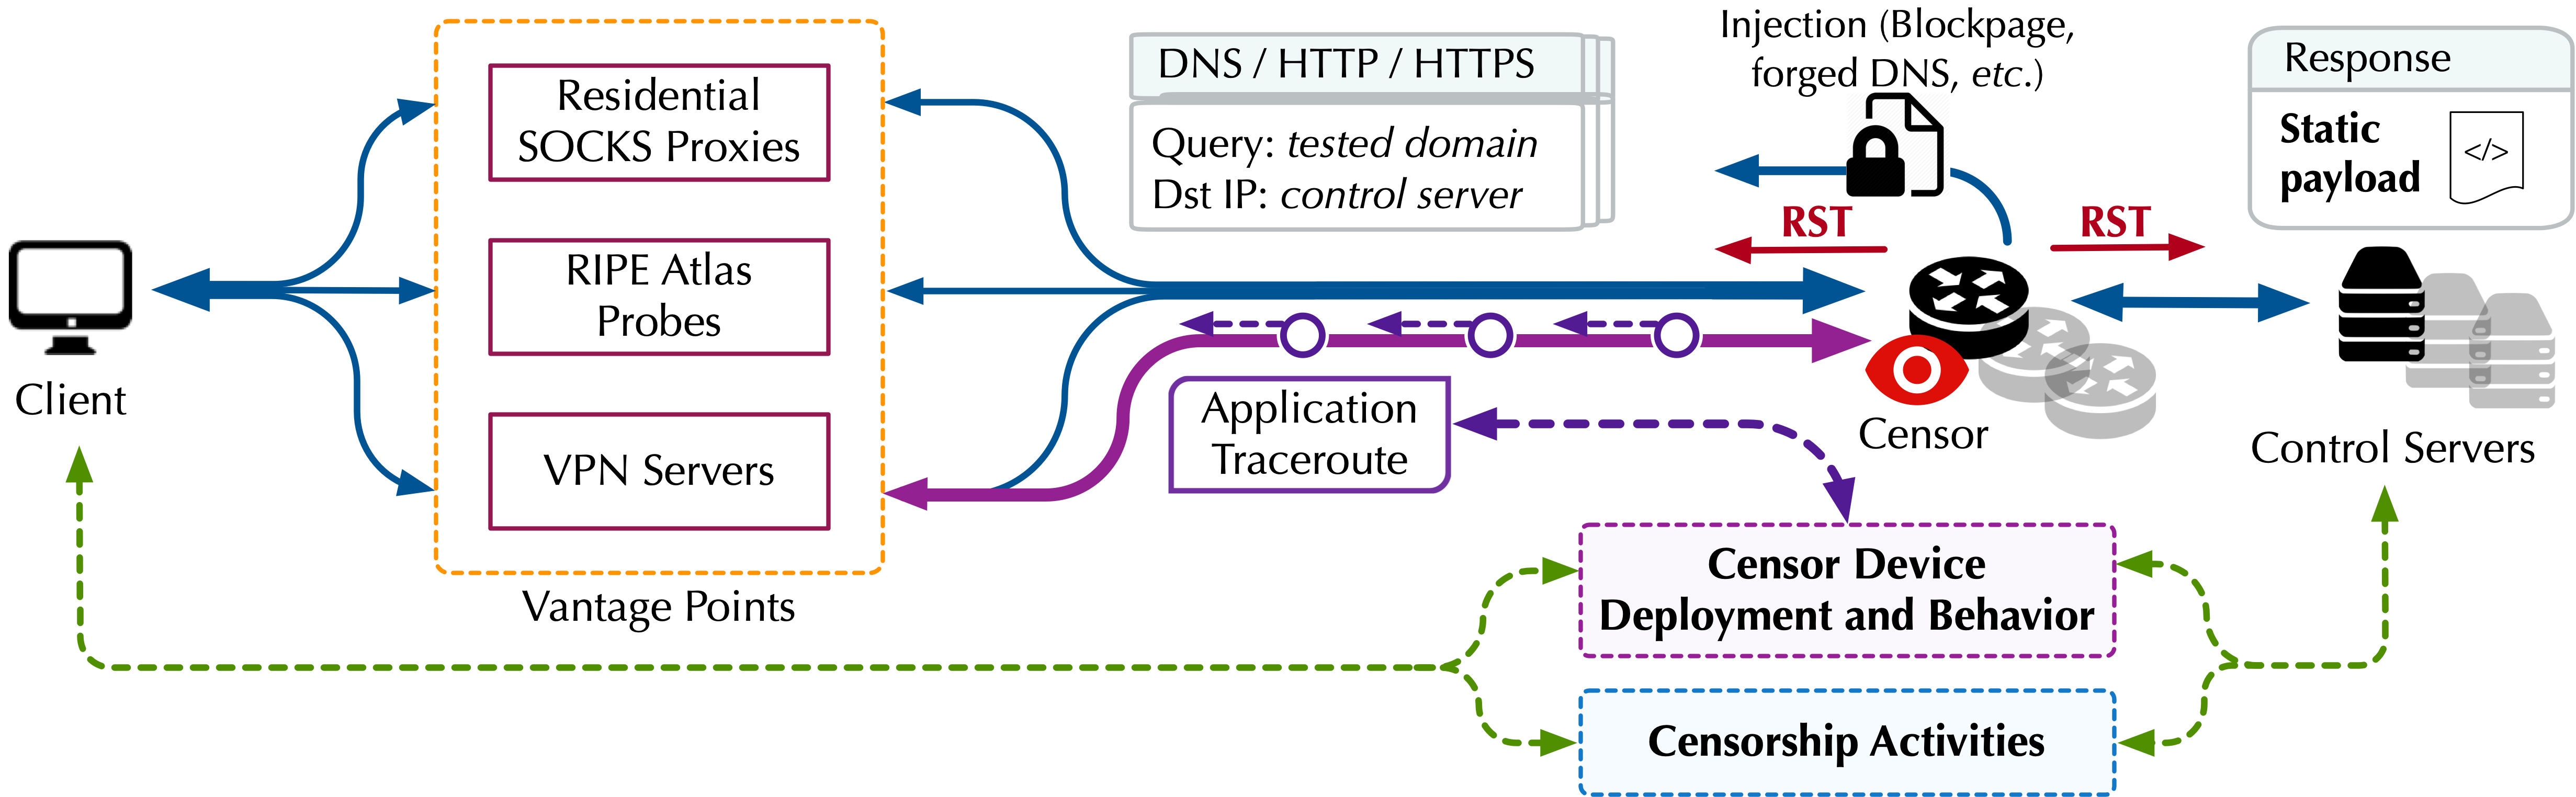 Client
Residential
SOCKS Proxies
RIPE Atlas
Probes
VPN Servers
Vantage Points
DNS / HTTP / HTTPS
Query: tested domain
Dst IP: control server
Injection (Blockpage,
forged DNS, etc.)
RST
RST
Response
Static
payload
</>
Application
Traceroute
Censor
Control Servers
Censor Device
Deployment and Behavior
Censorship Activities